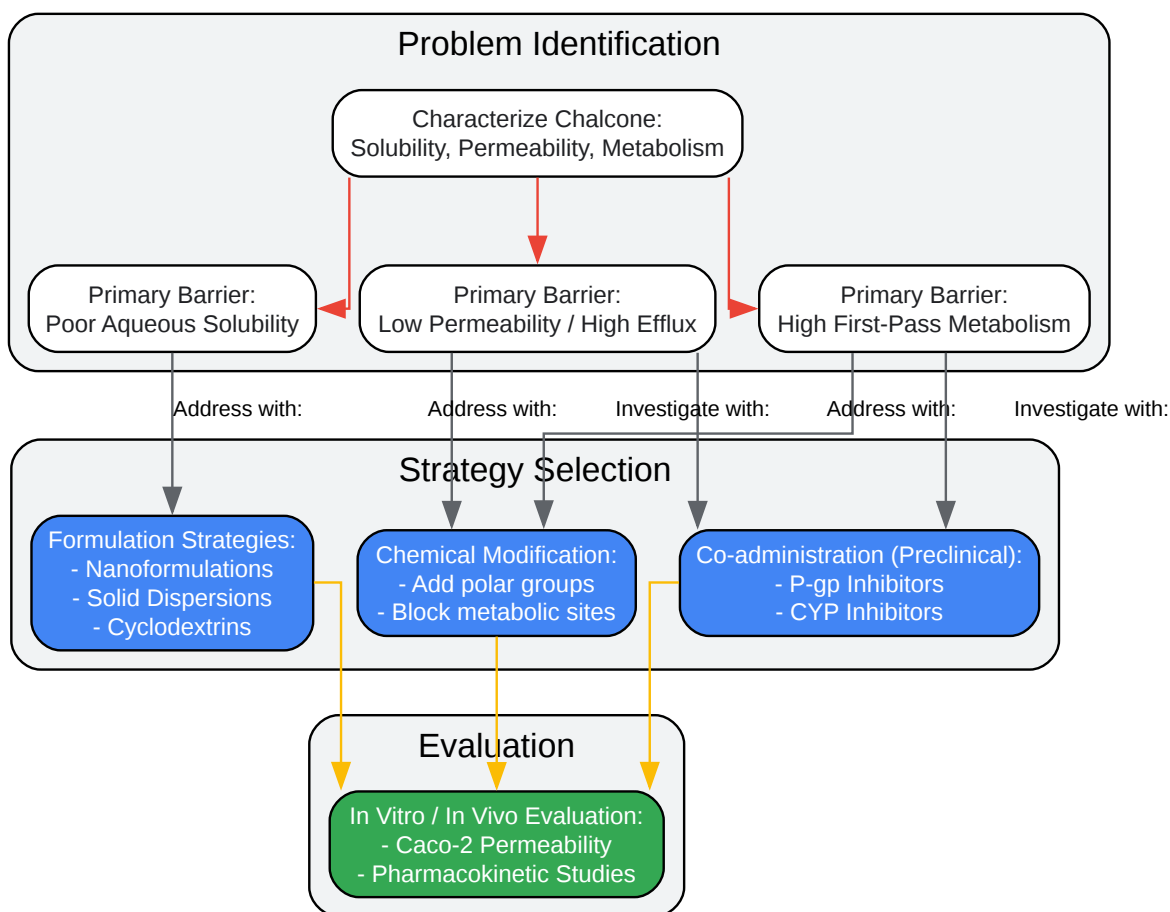 Problem Identification
Characterize Chalcone:
Solubility, Permeability, Metabolism
Primary Barrier:
Poor Aqueous Solubility
Primary Barrier:
Low Permeability / High Efflux
Primary Barrier:
High First-Pass Metabolism
Address with:
Address with:
Investigate with:
Address with:
Investigate with:
Strategy Selection
Formulation Strategies:
- Nanoformulations
- Solid Dispersions
- Cyclodextrins
Chemical Modification:
- Add polar groups
- Block metabolic sites
Co-administration (Preclinical):
- P-gp Inhibitors
- CYP Inhibitors
Evaluation
In Vitro / In Vivo Evaluation:
- Caco-2 Permeability
- Pharmacokinetic Studies